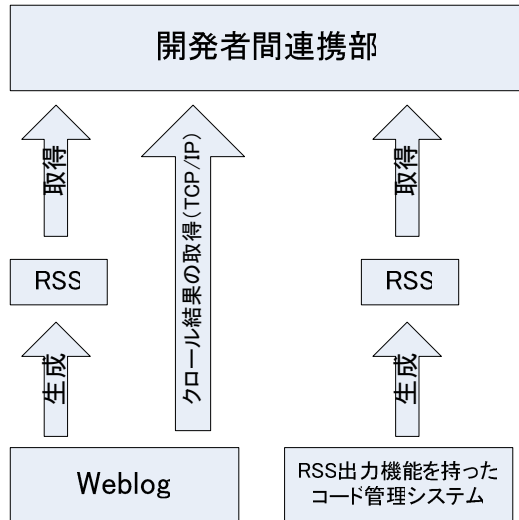 開発者間連携部
取得
クロール結果の取得(TCP/IP)
取得
RSS
RSS
生成
生成
Weblog
RSS出力機能を持った
コード管理システム